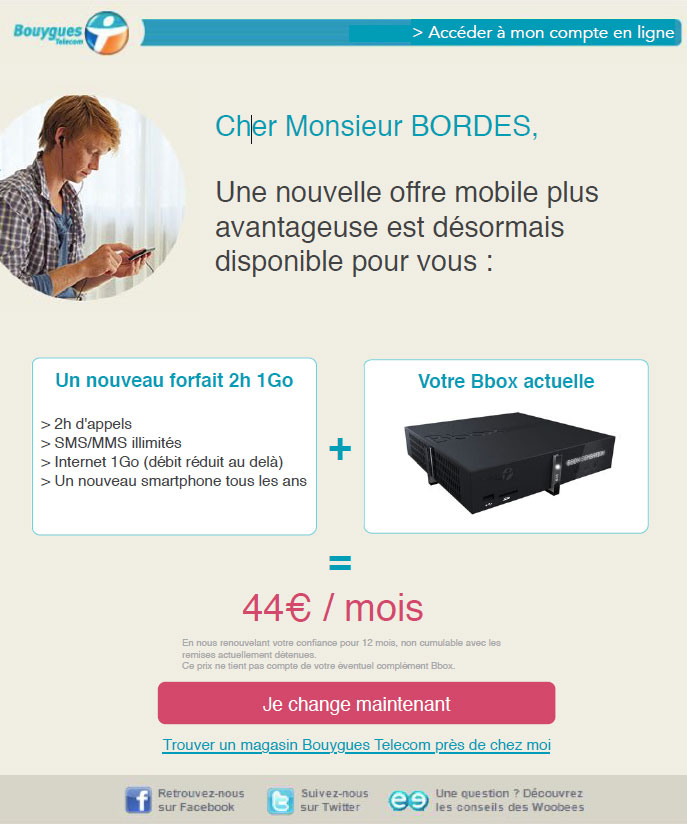 Bouygues
Telecom
> Accéder à mon compte en ligne
Cher Monsieur BORDES,
Une nouvelle offre mobile plus
avantageuse est désormais
disponible pour vous :
Un nouveau forfait 2h 1Go
> 2h d'appels
> SMS/MMS illimités
> Internet 1Go (débit réduit au delà)
> Un nouveau smartphone tous les ans
+
Votre Bbox actuelle
=
44€ / mois
En nous renouvelant votre confiance pour 12 mois, non cumulable avec les
remises actuellement détenues.
Ce prix ne tient pas compte de votre éventuel complément Bbox.
Je change maintenant
Trouver un magasin Bouygues Telecom près de chez moi
Retrouvez-nous
sur Facebook
Suivez-nous
sur Twitter
Une question ? Découvrez
les conseils des Woobees